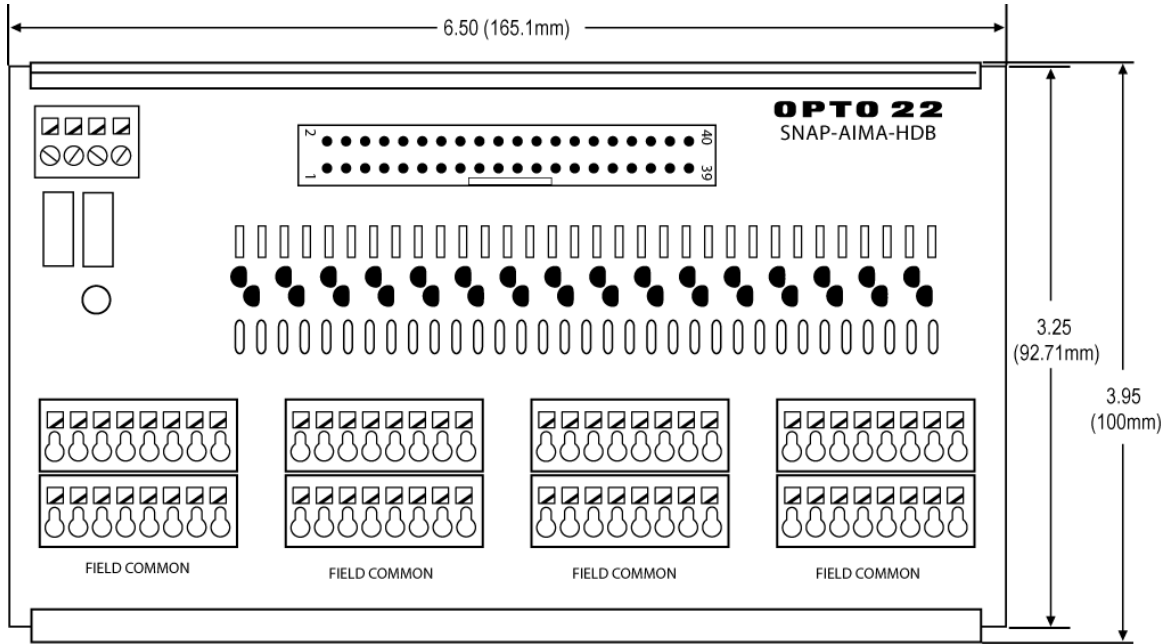 6.50 (165.1mm)
OPTO 22
SNAP-AIMA-HDB
2
40
1
39
3.25
(92.71mm)
3.95
(100mm)
FIELD COMMON
FIELD COMMON
FIELD COMMON
FIELD COMMON